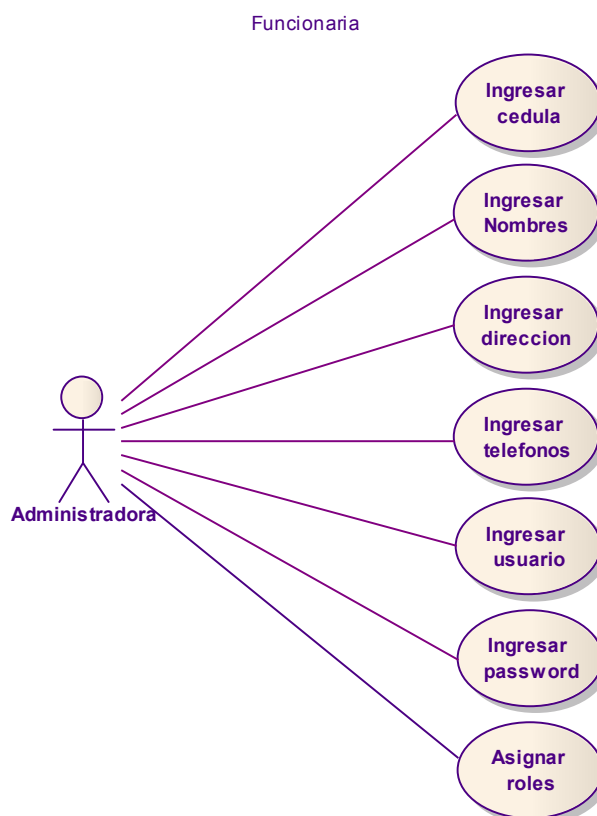 Funcionaria
Ingresar
cedula
Ingresar
Nombres
Ingresar
direccion
Ingresar
telefonos
Administradora
Ingresar
usuario
Ingresar
password
Asignar
roles